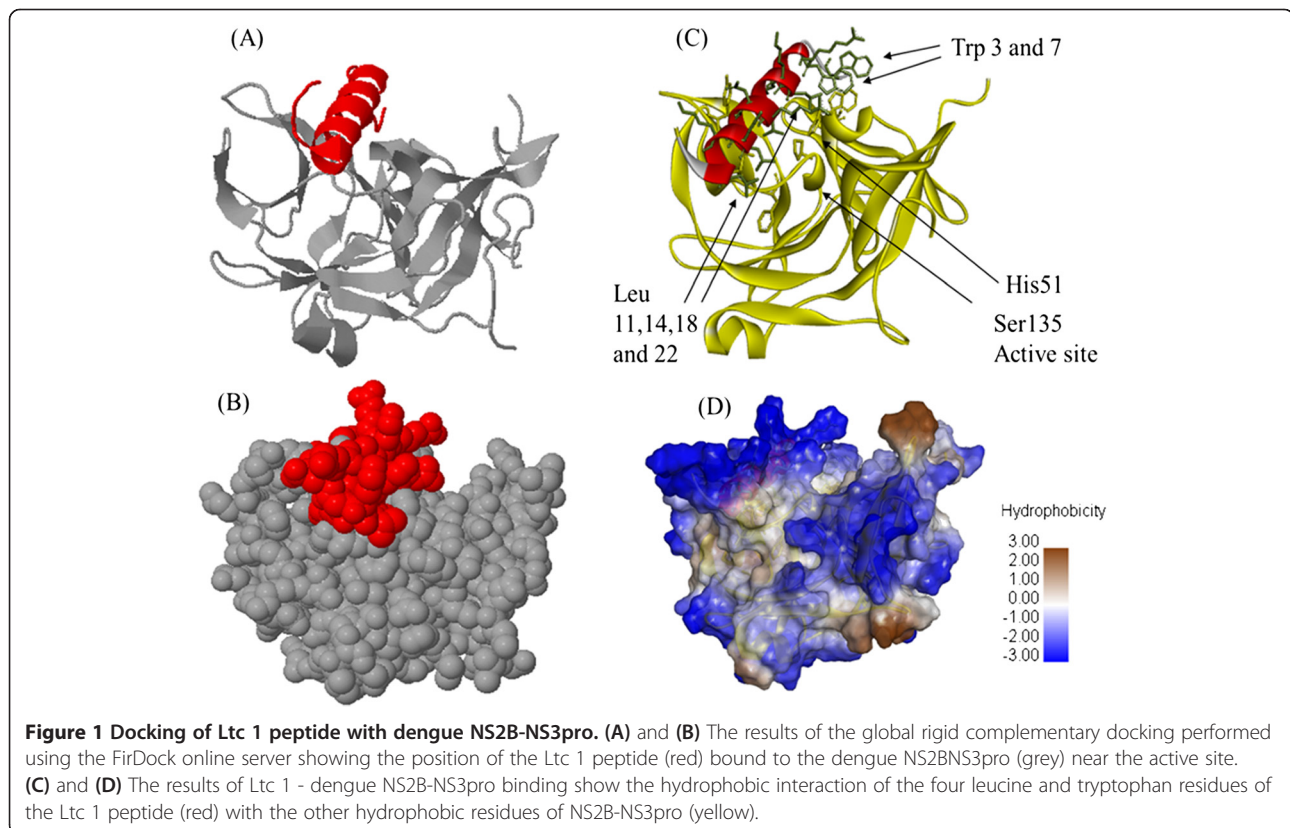 (A)
(C)
Trp 3 and 7
Leu
11,14,18
and 22
His51
Ser135
Active site
(B)
(D)
Hydrophobicity
3.00
2.00
1.00
0.00
-1.00
-2.00
-3.00
Figure 1 Docking of Ltc 1 peptide with dengue NS2B-NS3pro. (A) and (B) The results of the global rigid complementary docking performed
using the FirDock online server showing the position of the Ltc 1 peptide (red) bound to the dengue NS2BNS3pro (grey) near the active site.
(C) and (D) The results of Ltc 1 - dengue NS2B-NS3pro binding show the hydrophobic interaction of the four leucine and tryptophan residues of
the Ltc 1 peptide (red) with the other hydrophobic residues of NS2B-NS3pro (yellow).